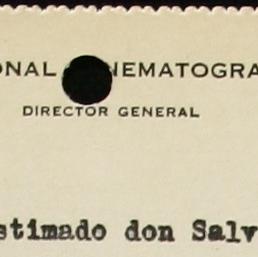 ONAL NEMATOGRA
DIRECTOR GENERAL
stimado don Salv